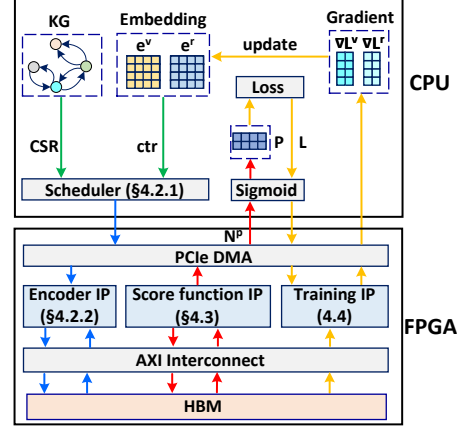 KG
Embedding
Gradient
e^v e^r
∇L^v ∇L^r
update
CPU
Loss
CSR
ctr
P
L
Scheduler (§4.2.1)
Sigmoid
N^p
PCIe DMA
Encoder IP
(§4.2.2)
Score function IP
(§4.3)
Training IP
(4.4)
FPGA
AXI Interconnect
HBM